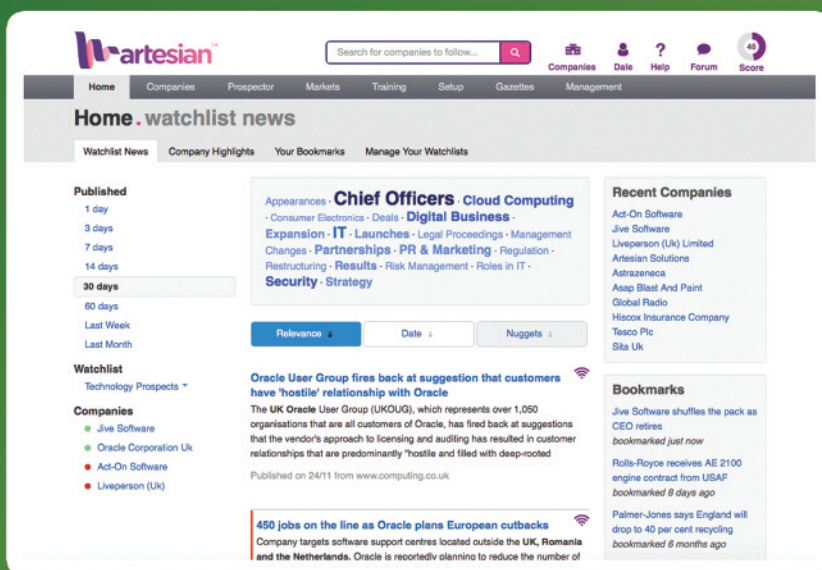 artesian™
Search for companies to follow...
Companies
Dale
Help
Forum
48
Score
Home
Companies
Prospector
Markets
Training
Setup
Gazettes
Management
Home.watchlist news
Watchlist News
Company Highlights
Your Bookmarks
Manage Your Watchlists
Published
1 day
3 days
7 days
14 days
30 days
60 days
Last Week
Last Month
Watchlist
Technology Prospects
Companies
Jive Software
Oracle Corporation Uk
Act-On Software
Liveperson (Uk)
Appearances · Chief Officers · Cloud Computing
· Consumer Electronics · Deals · Digital Business ·
Expansion · IT · Launches · Legal Proceedings · Management
Changes · Partnerships · PR & Marketing · Regulation ·
Restructuring · Results · Risk Management · Roles in IT ·
Security · Strategy
Relevance ↓
Date ↓
Nuggets ↓
Oracle User Group fires back at suggestion that customers
have 'hostile' relationship with Oracle
The UK Oracle User Group (UKOUG), which represents over 1,050
organisations that are all customers of Oracle, has fired back at suggestions
that the vendor's approach to licensing and auditing has resulted in customer
relationships that are predominantly "hostile and filled with deep-rooted
Published on 24/11 from www.computing.co.uk
450 jobs on the line as Oracle plans European cutbacks
Company targets software support centres located outside the UK, Romania
and the Netherlands. Oracle is reportedly planning to reduce the number of
Recent Companies
Act-On Software
Jive Software
Liveperson (Uk) Limited
Artesian Solutions
Astrazeneca
Asap Blast And Paint
Global Radio
Hiscox Insurance Company
Tesco Plc
Sita Uk
Bookmarks
Jive Software shuffles the pack as
CEO retires
bookmarked just now
Rolls-Royce receives AE 2100
engine contract from USAF
bookmarked 8 days ago
Palmer-Jones says England will
drop to 40 per cent recycling
bookmarked 6 months ago